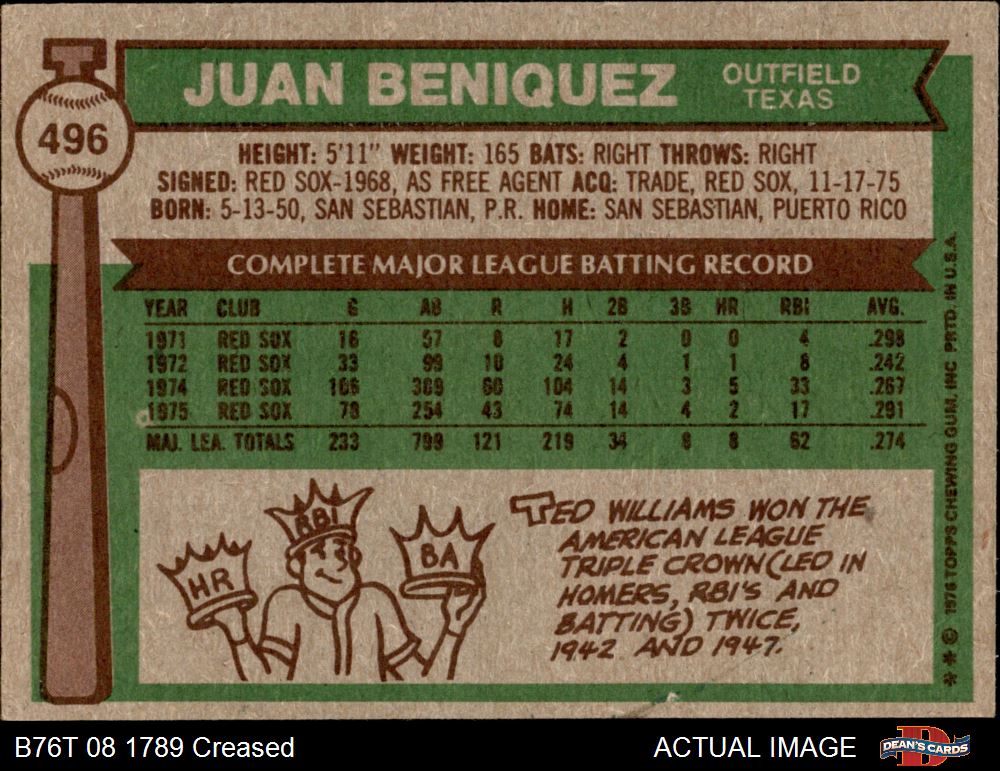 JUAN BENIQUEZ
OUTFIELD
TEXAS
496
HEIGHT: 5'11" WEIGHT: 165 BATS: RIGHT THROWS: RIGHT
SIGNED: RED SOX-1968, AS FREE AGENT ACQ: TRADE, RED SOX, 11-17-75
BORN: 5-13-50, SAN SEBASTIAN, P.R. HOME: SAN SEBASTIAN, PUERTO RICO
COMPLETE MAJOR LEAGUE BATTING RECORD
YEAR CLUB G AB R H 2B 3B HR RBI AVG.
1971 RED SOX 16 57 8 17 2 0 0 4 .298
1972 RED SOX 33 99 10 24 4 1 1 8 .242
1974 RED SOX 106 389 60 104 14 3 5 33 .267
1975 RED SOX 78 254 43 74 14 4 2 17 .291
MAJ. LEA. TOTALS 233 799 121 219 34 8 8 62 .274
HR
RBI
BA
TED WILLIAMS WON THE
AMERICAN LEAGUE
TRIPLE CROWN (LED IN
HOMERS, RBI'S AND
BATTING) TWICE,
1942 AND 1947.
** © 1976 TOPPS CHEWING GUM, INC PRTD. IN U.S.A.
B76T 08 1789 Creased
ACTUAL IMAGE
DEAN'S CARDS